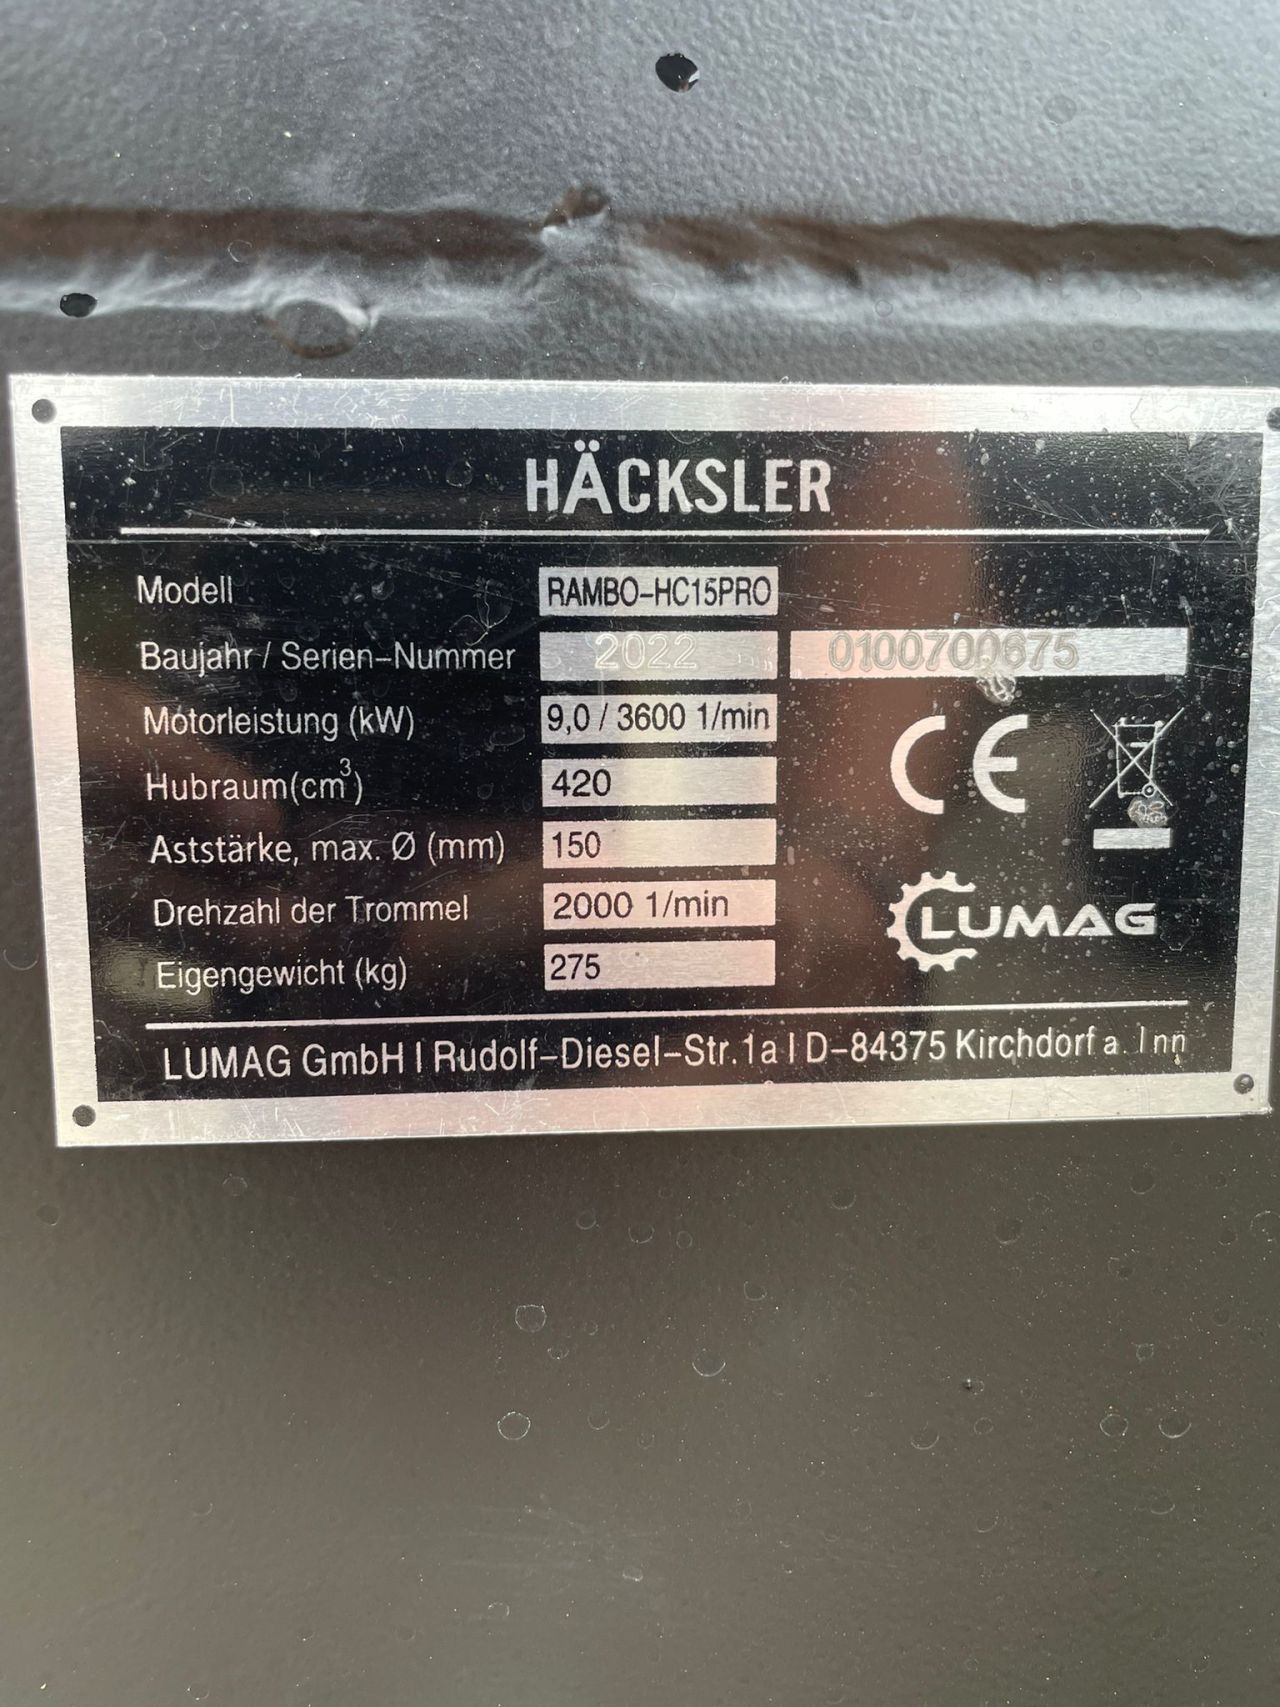 HÄCKSLER
Modell RAMBO-HC15PRO
Baujahr / Serien-Nummer 2022 0100700675
Motorleistung (kW) 9,0 / 3600 1/min
Hubraum(cm³) 420
Aststärke, max. Ø (mm) 150
Drehzahl der Trommel 2000 1/min
Eigengewicht (kg) 275
CE
LUMAG
LUMAG GmbH | Rudolf-Diesel-Str.1a | D-84375 Kirchdorf a. Inn